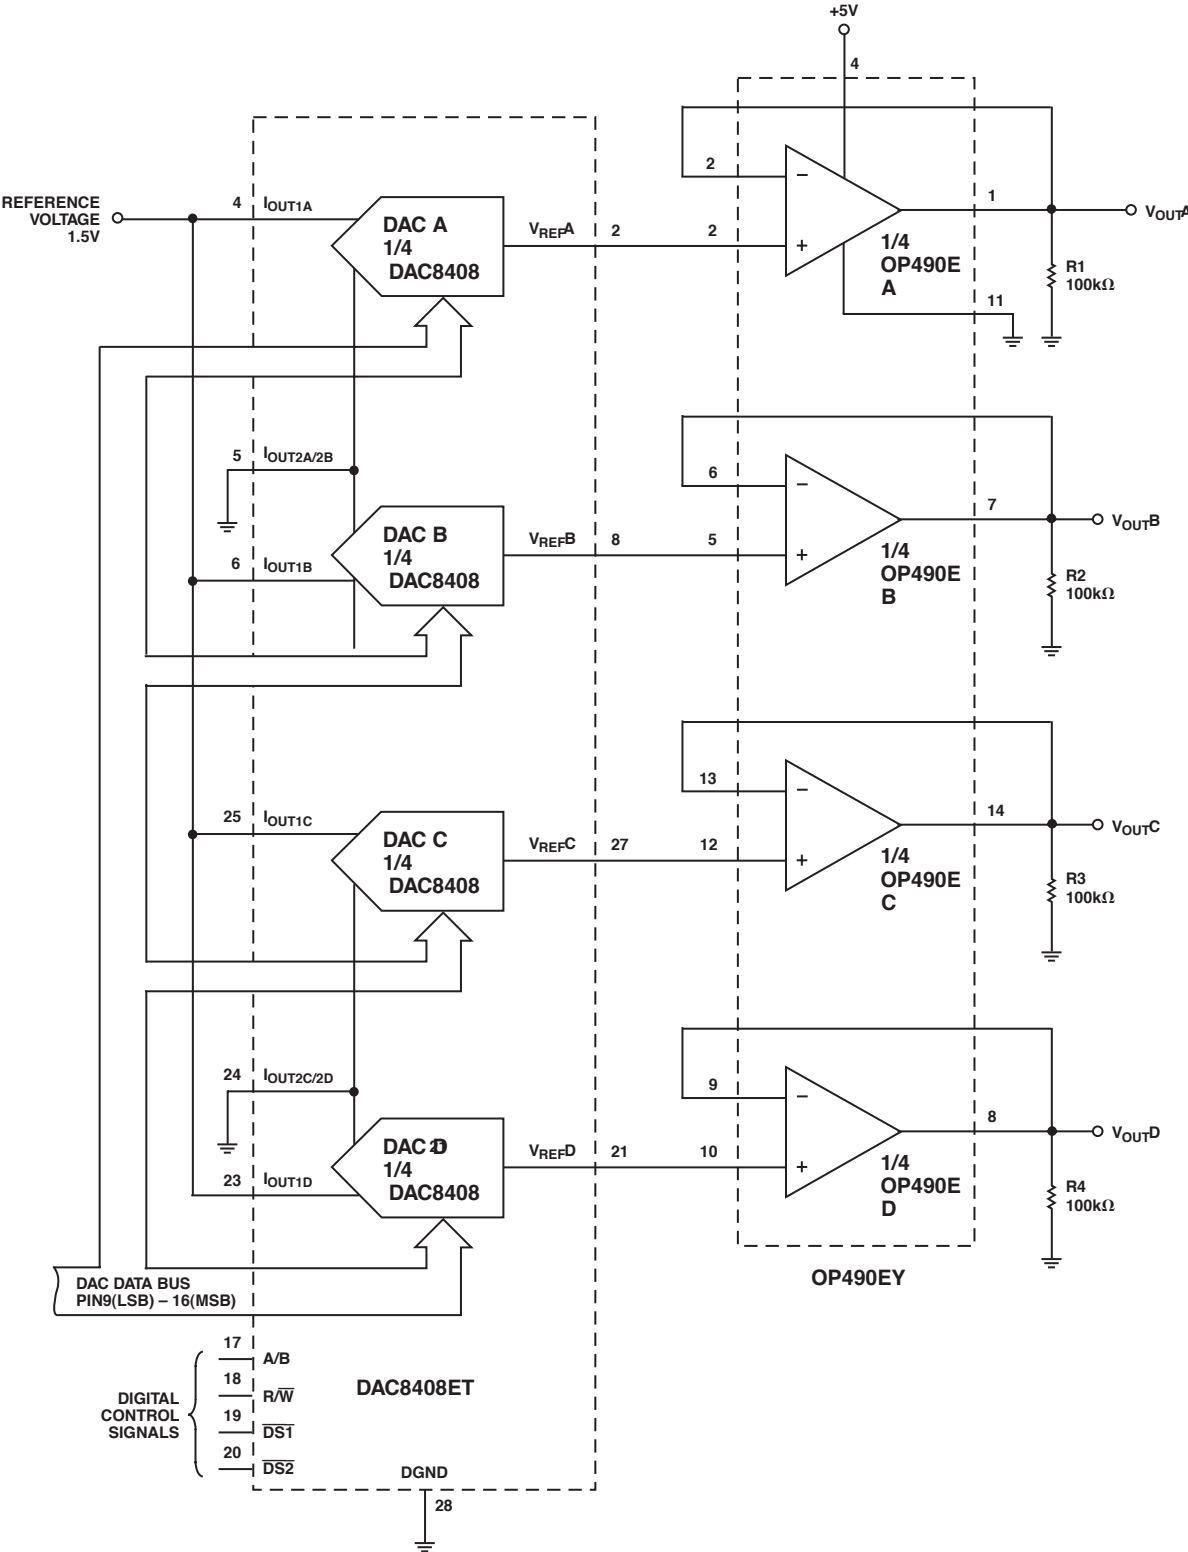 +5V
4
2
REFERENCE
VOLTAGE
1.5V
4 IOUT1A
DAC A
1/4
DAC8408
VREFA 2 2
−
+
1
VOUTA
1/4
OP490E
A
R1
100kΩ
11
5 IOUT2A/2B
6 IOUT1B
DAC B
1/4
DAC8408
VREFB 8 5
6
−
+
7
VOUTB
1/4
OP490E
B
R2
100kΩ
25 IOUT1C
DAC C
1/4
DAC8408
VREFC 27 12
13
−
+
14
VOUTC
1/4
OP490E
C
R3
100kΩ
24 IOUT2C/2D
23 IOUT1D
DAC D
21
1/4
DAC8408
VREFD 21 10
9
−
+
8
VOUTD
1/4
OP490E
D
R4
100kΩ
OP490EY
DAC DATA BUS
PIN9(LSB) – 16(MSB)
17 A/B
18 R/W̅
19 D̅S̅1̅
20 D̅S̅2̅
DIGITAL
CONTROL
SIGNALS
DAC8408ET
DGND
28